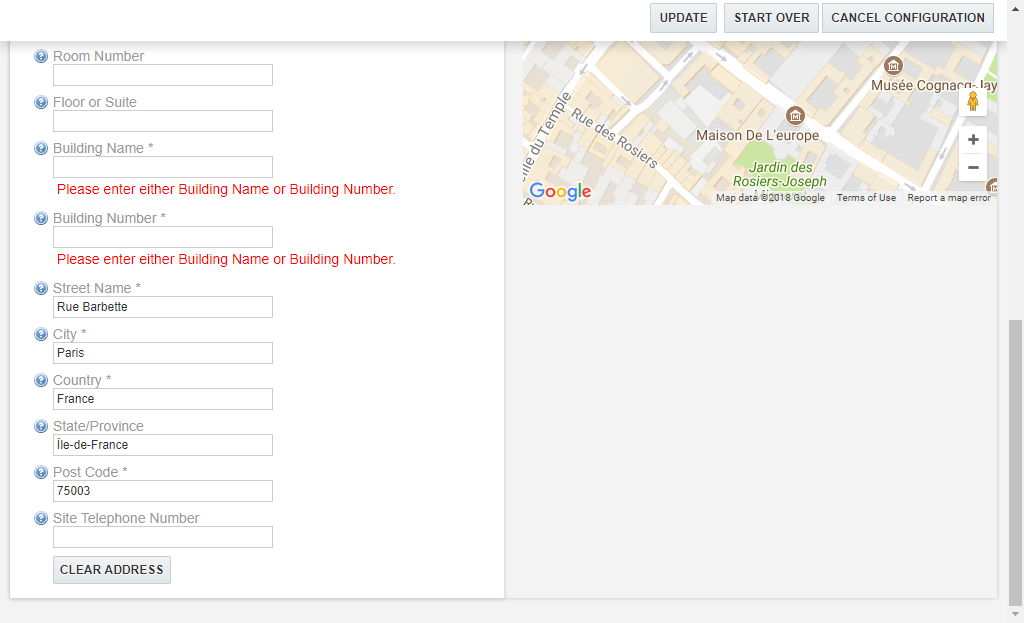 UPDATE START OVER CANCEL CONFIGURATION
Room Number
Floor or Suite
Building Name *
Please enter either Building Name or Building Number.
Building Number *
Please enter either Building Name or Building Number.
Street Name *
Rue Barbette
City *
Paris
Country *
France
State/Province
Île-de-France
Post Code *
75003
Site Telephone Number
CLEAR ADDRESS
Musée Cognacq-Jay
Maison De L'europe
Rue des Rosiers
eille du Temple
Jardin des
Rosiers-Joseph
Google
Map data ©2018 Google Terms of Use Report a map error